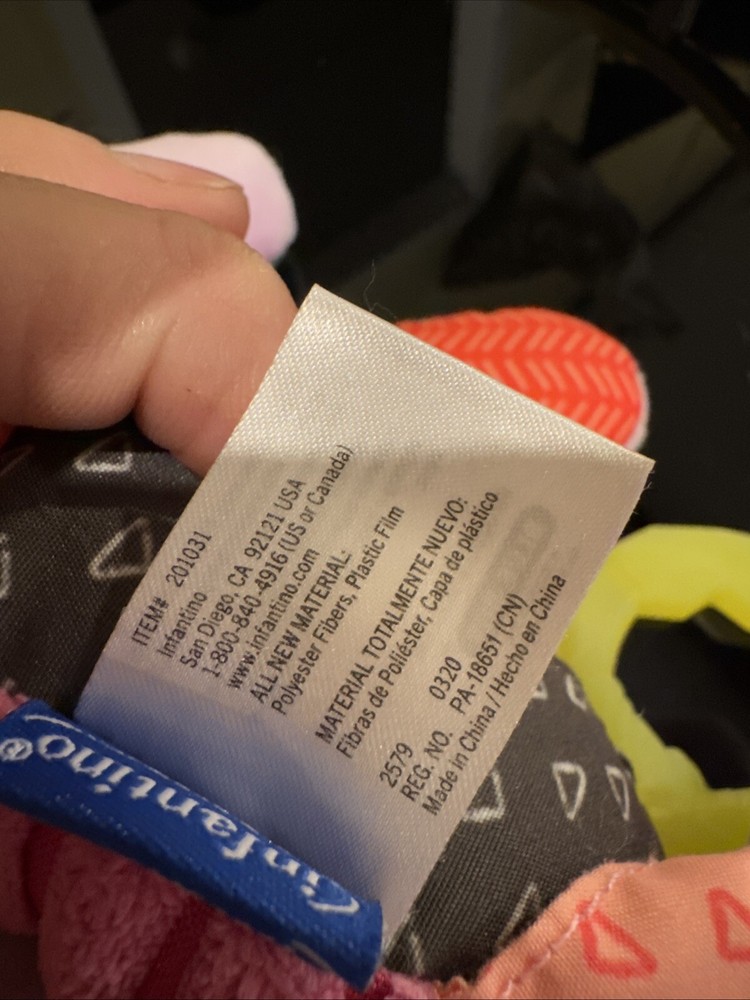 ITEM# 201031
Infantino
San Diego, CA 92121 USA
1-800-840-4916 (US or Canada)
www.infantino.com
ALL NEW MATERIAL:
Polyester Fibers, Plastic Film
MATERIAL TOTALMENTE NUEVO:
Fibras de Poliéster, Capa de plástico
2579 0320
REG. NO. PA-18651 (CN)
Made in China / Hecho en China
infantino®